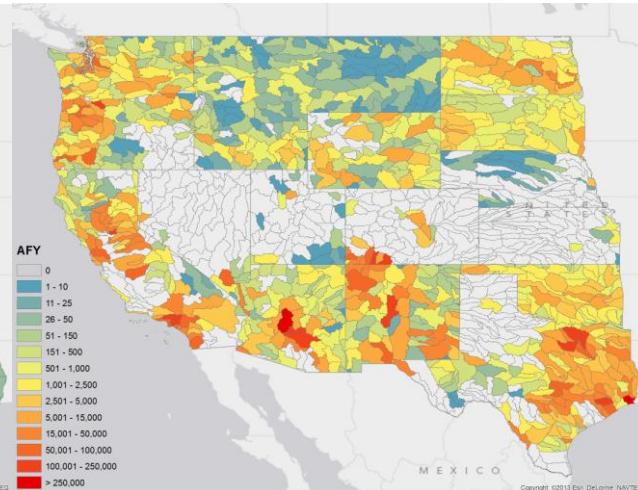 UNITED
STATES
AFY
0
1 - 10
11 - 25
26 - 50
51 - 150
151 - 500
501 - 1,000
1,001 - 2,500
2,501 - 5,000
5,001 - 15,000
15,001 - 50,000
50,001 - 100,000
100,001 - 250,000
> 250,000
MEXICO
EQ
Copyright: ©2013 Esri, DeLorme, NAVTE